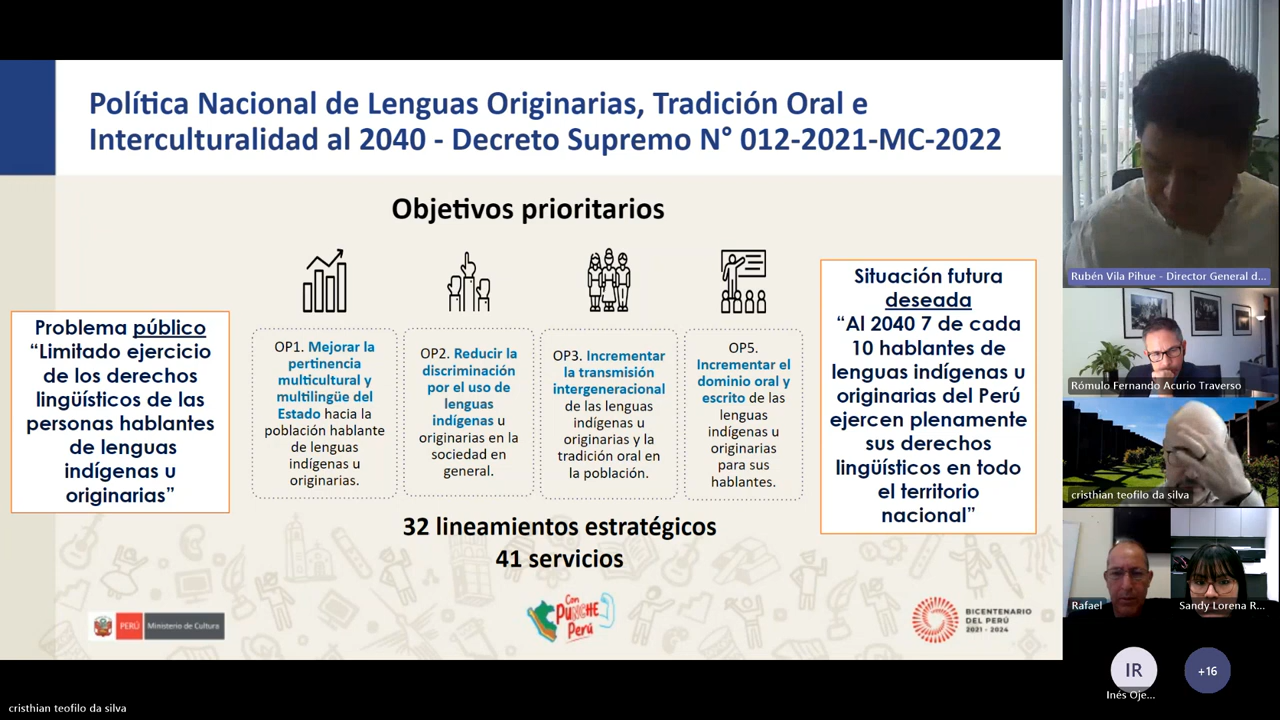 Política Nacional de Lenguas Originarias, Tradición Oral e
Interculturalidad al 2040 - Decreto Supremo N° 012-2021-MC-2022
Objetivos prioritarios
Problema público
“Limitado ejercicio
de los derechos
lingüísticos de las
personas hablantes
de lenguas
indígenas u
originarias”
OP1. Mejorar la
pertinencia
multicultural y
multilingüe del
Estado hacia la
población hablante
de lenguas
indígenas u
originarias.
OP2. Reducir la
discriminación
por el uso de
lenguas
indígenas u
originarias en la
sociedad en
general.
OP3. Incrementar
la transmisión
intergeneracional
de las lenguas
indígenas u
originarias y la
tradición oral en
la población.
OP5.
Incrementar el
dominio oral y
escrito de las
lenguas
indígenas u
originarias
para sus
hablantes.
Situación futura
deseada
“Al 2040 7 de cada
10 hablantes de
lenguas indígenas u
originarias del Perú
ejercen plenamente
sus derechos
lingüísticos en todo
el territorio
nacional”
32 lineamientos estratégicos
41 servicios
PERÚ Ministerio de Cultura
Con
PUNCHE
Perú
BICENTENARIO
DEL PERÚ
2021 - 2024
Rubén Vila Pihue - Director General d...
Rómulo Fernando Acurio Traverso
cristhian teofilo da silva
Rafael
Sandy Lorena R...
IR
Inés Oje...
+16
cristhian teofilo da silva